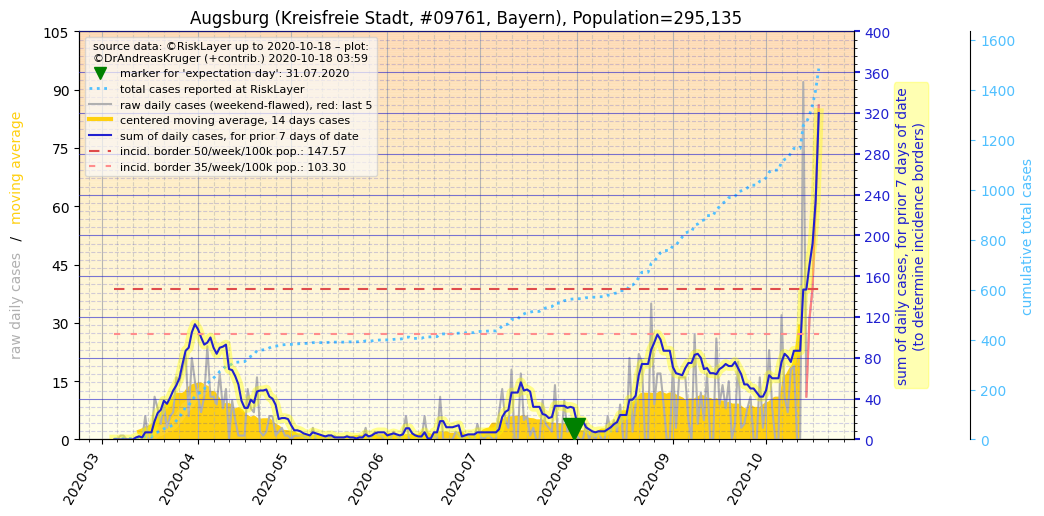 Augsburg (Kreisfreie Stadt, #09761, Bayern), Population=295,135
source data: ©RiskLayer up to 2020-10-18 – plot:
©DrAndreasKruger (+contrib.) 2020-10-18 03:59
marker for 'expectation day': 31.07.2020
total cases reported at RiskLayer
raw daily cases (weekend-flawed), red: last 5
centered moving average, 14 days cases
sum of daily cases, for prior 7 days of date
incid. border 50/week/100k pop.: 147.57
incid. border 35/week/100k pop.: 103.30
raw daily cases / moving average
105
90
75
60
45
30
15
0
2020-03
2020-04
2020-05
2020-06
2020-07
2020-08
2020-09
2020-10
400
360
320
280
240
200
160
120
80
40
0
sum of daily cases, for prior 7 days of date
(to determine incidence borders)
1600
1400
1200
1000
800
600
400
200
0
cumulative total cases